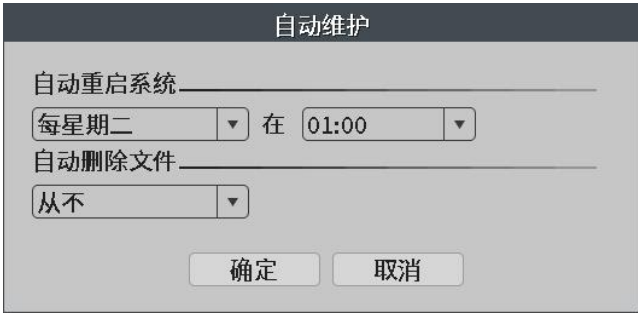 自动维护
自动重启系统
每星期二 在 01:00
自动删除文件
从不
确定 取消